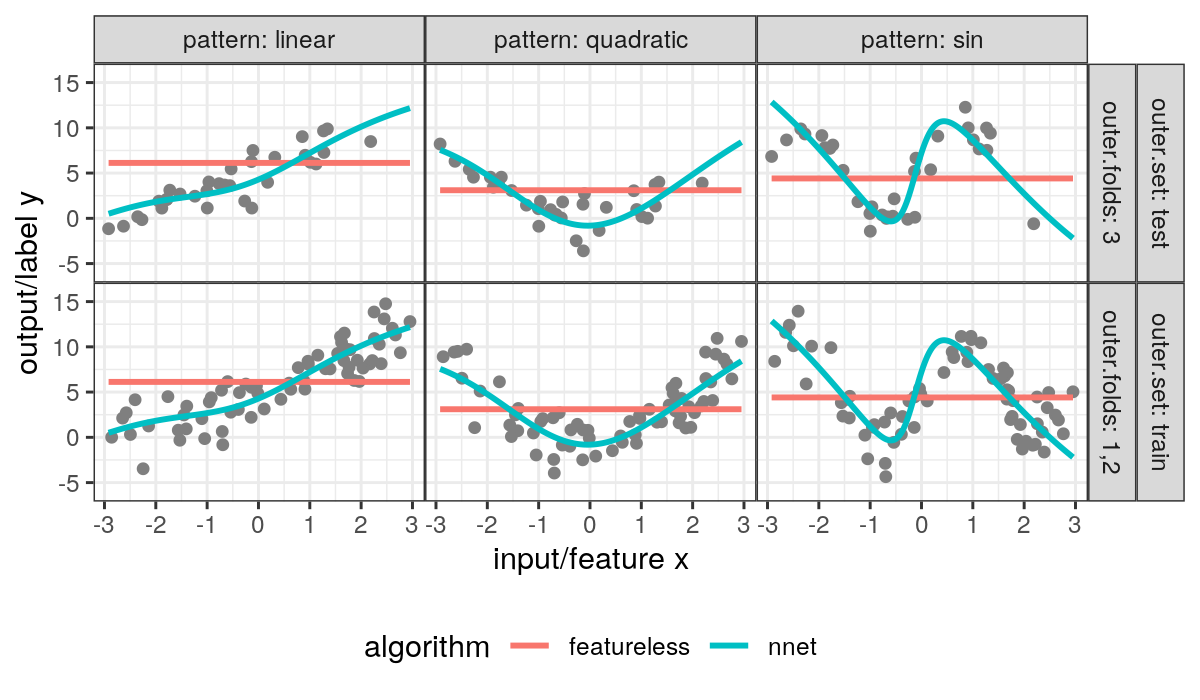 pattern: linear pattern: quadratic pattern: sin
15
10
5
0
-5
outer.folds: 3
outer.set: test
15
10
5
0
-5
outer.folds: 1,2
outer.set: train
output/label y
-3 -2 -1 0 1 2 3 -3 -2 -1 0 1 2 3 -3 -2 -1 0 1 2 3
input/feature x
algorithm featureless nnet